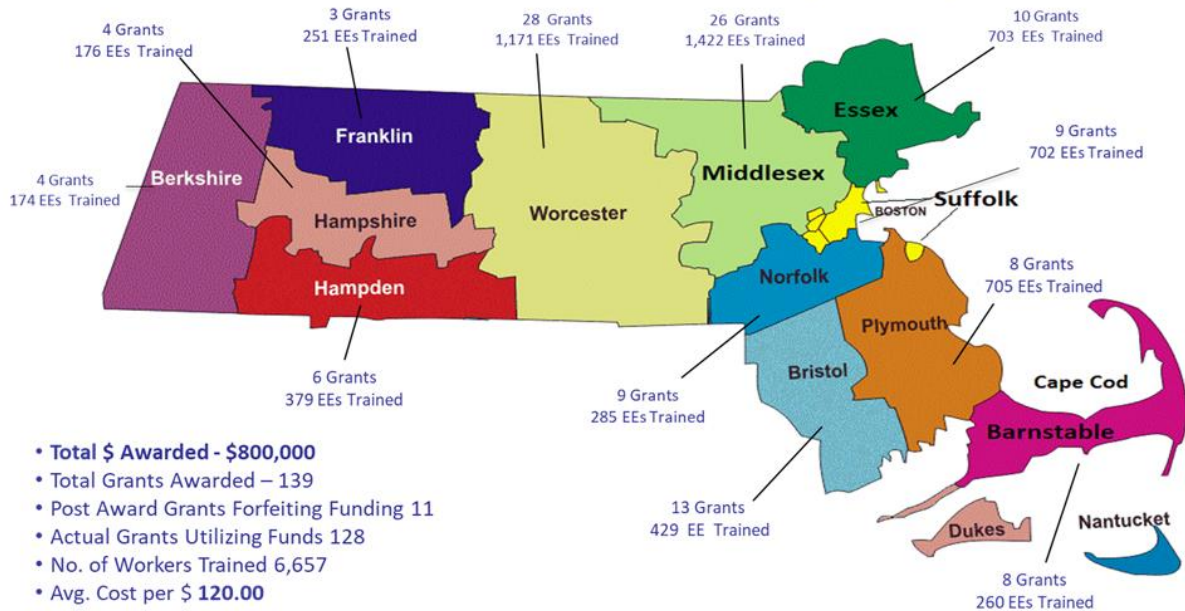 3 Grants
251 EEs Trained
28 Grants
1,171 EEs Trained
26 Grants
1,422 EEs Trained
10 Grants
703 EEs Trained
4 Grants
176 EEs Trained
Essex
9 Grants
702 EEs Trained
Franklin
Middlesex
4 Grants
174 EEs Trained
Berkshire
Suffolk
BOSTON
Hampshire
Worcester
Norfolk
Hampden
8 Grants
705 EEs Trained
Plymouth
Bristol
Cape Cod
6 Grants
379 EEs Trained
9 Grants
285 EEs Trained
Barnstable
13 Grants
429 EE Trained
Dukes
Nantucket
8 Grants
260 EEs Trained
• Total $ Awarded - $800,000
• Total Grants Awarded – 139
• Post Award Grants Forfeiting Funding 11
• Actual Grants Utilizing Funds 128
• No. of Workers Trained 6,657
• Avg. Cost per $ 120.00